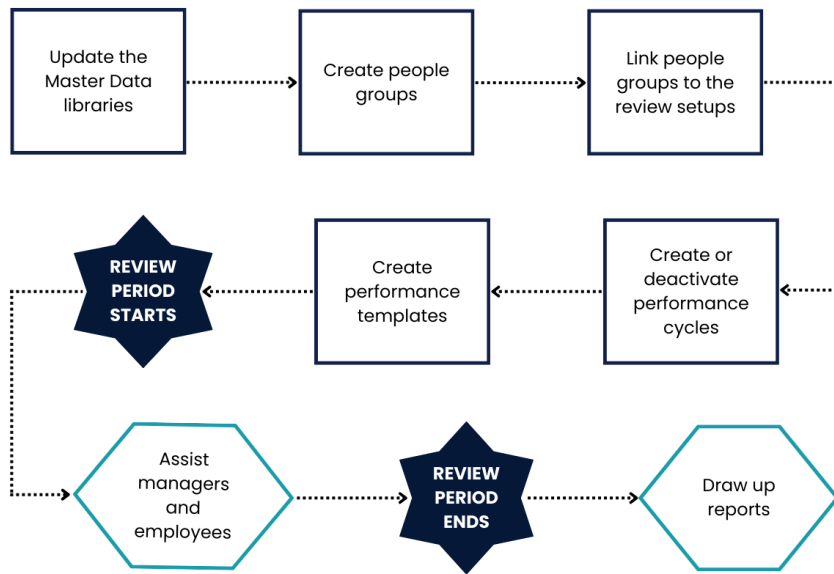 Update the
Master Data
libraries
Create people
groups
Link people
groups to the
review setups
Create or
deactivate
performance
cycles
Create
performance
templates
REVIEW
PERIOD
STARTS
Assist
managers
and
employees
REVIEW
PERIOD
ENDS
Draw up
reports